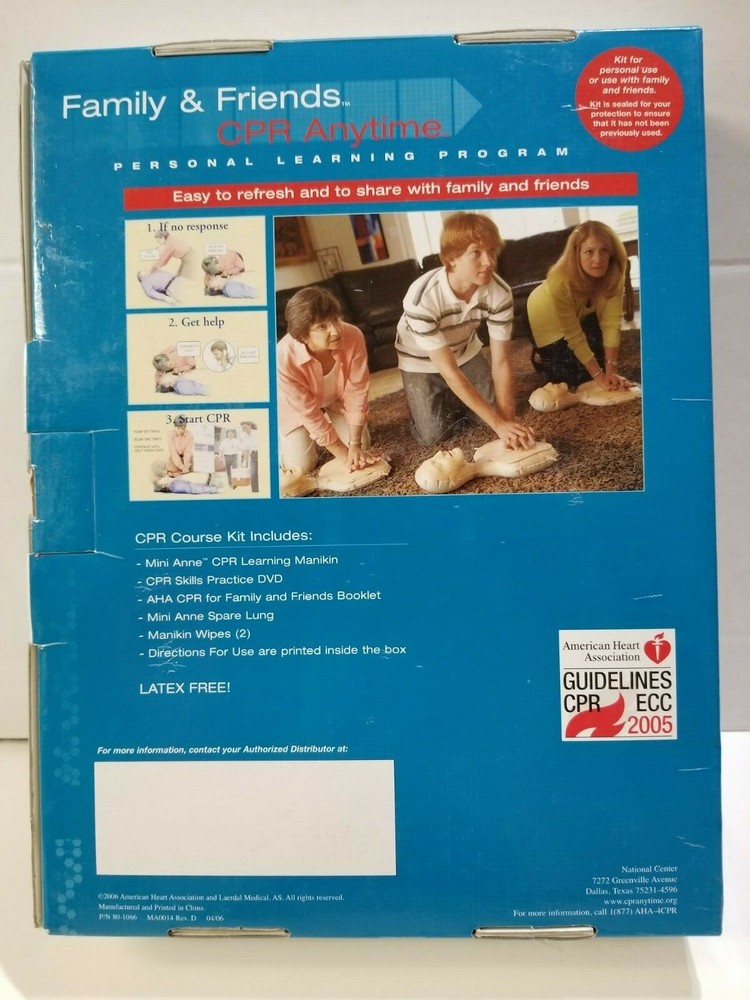 Family & Friends™
CPR Anytime
PERSONAL LEARNING PROGRAM
Kit for
personal use
or use with family
and friends.
Kit is sealed for your
protection to ensure
that it has not been
previously used.
Easy to refresh and to share with family and friends
1. If no response
2. Get help
3. Start CPR
CPR Course Kit Includes:
- Mini Anne™ CPR Learning Manikin
- CPR Skills Practice DVD
- AHA CPR for Family and Friends Booklet
- Mini Anne Spare Lung
- Manikin Wipes (2)
- Directions For Use are printed inside the box
LATEX FREE!
American Heart
Association
GUIDELINES
CPR ECC
2005
For more information, contact your Authorized Distributor at:
©2006 American Heart Association and Laerdal Medical, AS. All rights reserved.
Manufactured and Printed in China.
P/N 80-1066 MA0014 Rev. D 04/06
National Center
7272 Greenville Avenue
Dallas, Texas 75231-4596
www.cpranytime.org
For more information, call 1(877) AHA-4CPR